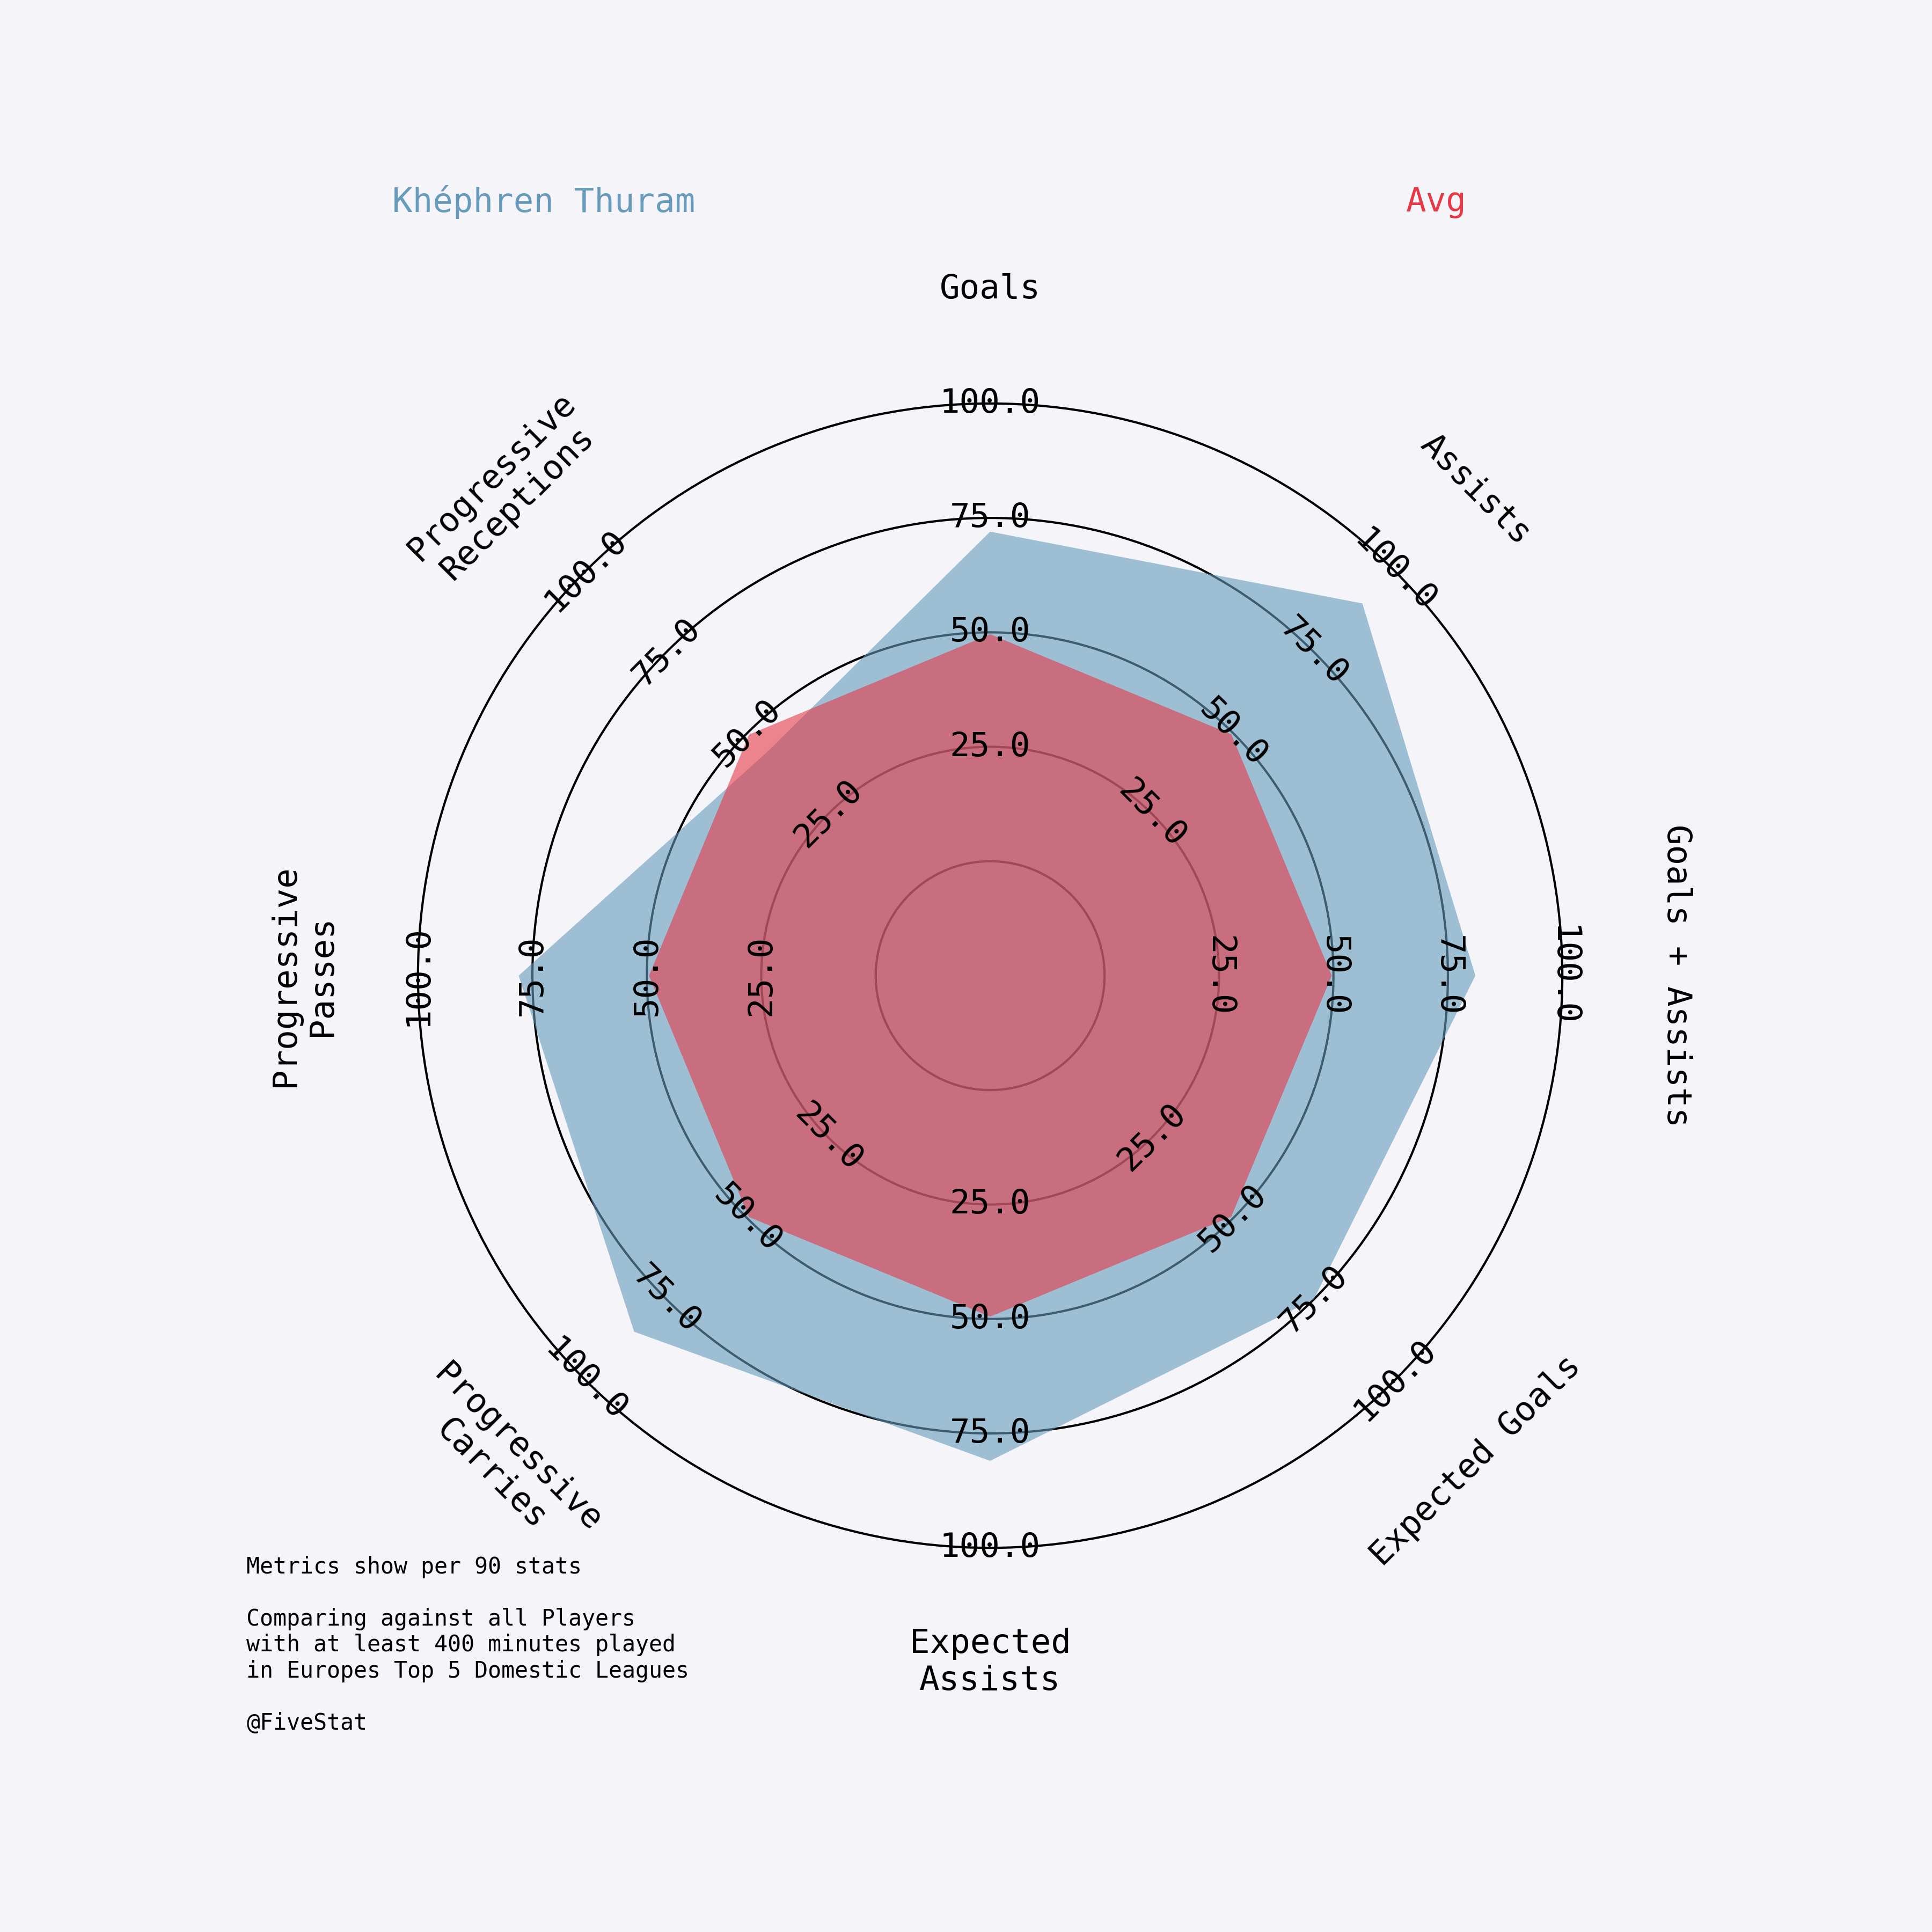 Khéphren Thuram
Avg
Goals
Assists
Goals + Assists
Expected Goals
Expected
Assists
Progressive
Carries
Progressive
Passes
Progressive
Receptions
25.0
50.0
75.0
100.0
25.0
50.0
75.0
100.0
25.0
50.0
75.0
100.0
25.0
50.0
75.0
100.0
25.0
50.0
75.0
100.0
25.0
50.0
75.0
100.0
25.0
50.0
75.0
100.0
25.0
50.0
75.0
100.0
Metrics show per 90 stats
Comparing against all Players
with at least 400 minutes played
in Europes Top 5 Domestic Leagues
@FiveStat